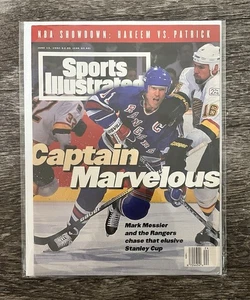 NBA SHOWDOWN: HAKEEM VS. PATRICK
Sports Illustrated
Captain
Marvelous
Mark Messier
and the Rangers
chase that elusive
Stanley Cup